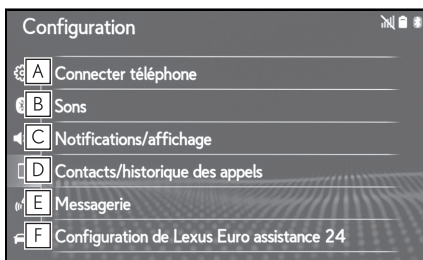 Configuration
A Connecter téléphone
B Sons
C Notifications/affichage
D Contacts/historique des appels
E Messagerie
F Configuration de Lexus Euro assistance 24